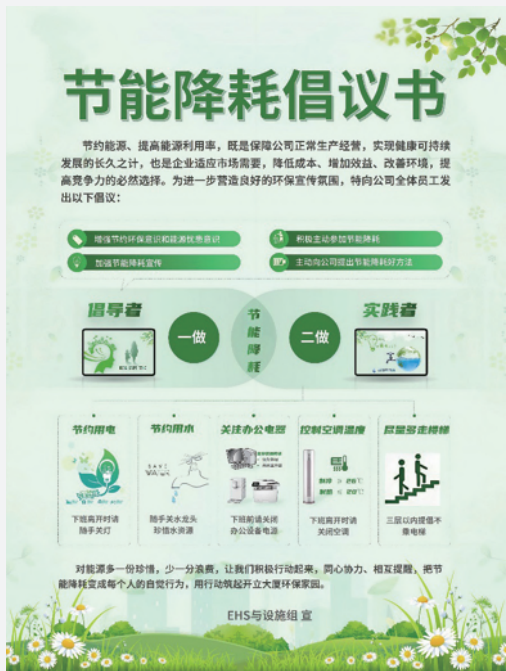 节能降耗倡议书
节约能源、提高能源利用率，既是保障公司正常生产经营，实现健康可持续
发展的长久之计，也是企业适应市场需要，降低成本、增加效益、改善环境，提
高竞争力的必然选择。为进一步营造良好的环保宣传氛围，特向公司全体员工发
出以下倡议：
增强节约环保意识和能源忧患意识
积极主动参加节能降耗
加强节能降耗宣传
主动向公司提出节能降耗好方法
倡导者
一做
节能降耗
二做
实践者
节约用电
节约用水
关注办公电器
控制空调温度
尽量多走楼梯
下班离开时请
随手关灯
随手关水龙头
珍惜水资源
下班前请关闭
办公设备电源
下班离开时请
关闭空调
三层以内提倡不
乘电梯
对能源多一份珍惜，少一分浪费，让我们积极行动起来，同心协力、相互提醒，把节
能降耗变成每个人的自觉行为，用行动筑起开立大厦环保家园。
EHS与设施组 宣